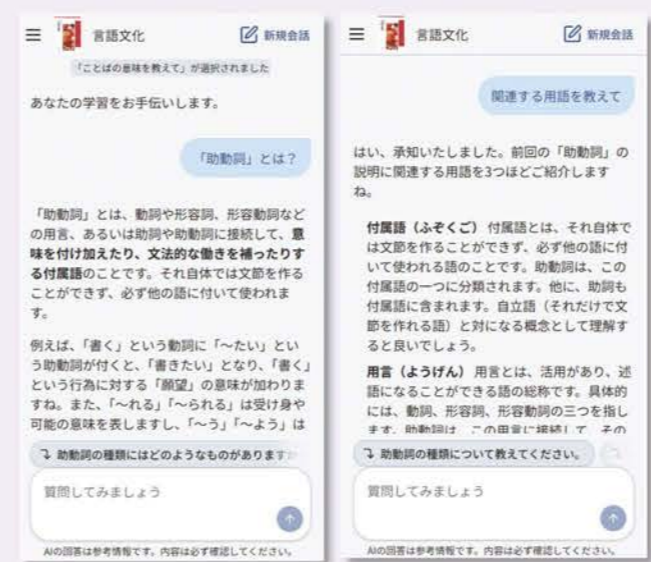 言語文化
新規会話
「ことばの意味を教えて」が選択されました
あなたの学習をお手伝いします。
「助動詞」とは？
「助動詞」とは、動詞や形容詞、形容動詞など
の用言、あるいは助詞や助動詞に接続して、意
味を付け加えたり、文法的な働きを補ったりす
る付属語のことです。それ自体では文節を作る
ことができず、必ず他の語に付いて使われま
す。
例えば、「書く」という動詞に「～たい」とい
う助動詞が付くと、「書きたい」となり、「書く」
という行為に対する「願望」の意味が加わりま
すね。また、「～れる」「～られる」は受け身や
可能の意味を表しますし、「～う」「～よう」は
助動詞の種類にはどのようなものがあります
質問してみましょう
AIの回答は参考情報です。内容は必ず確認してください。
言語文化
新規会話
関連する用語を教えて
はい、承知いたしました。前回の「助動詞」の
説明に関連する用語を3つほどご紹介します
ね。
付属語（ふぞくご） 付属語とは、それ自体で
は文節を作ることができず、必ず他の語に付
いて使われる語のことです。助動詞は、この
付属語の一つに分類されます。他に、助詞も
付属語に含まれます。自立語（それだけで文
節を作れる語）と対になる概念として理解す
ると良いでしょう。
用言（ようげん） 用言とは、活用があり、述
語になることができる語の総称です。具体的
には、動詞、形容詞、形容動詞の三つを指し
ます。助動詞は、この用言に接続して、その
助動詞の種類について教えてください。
質問してみましょう
AIの回答は参考情報です。内容は必ず確認してください。